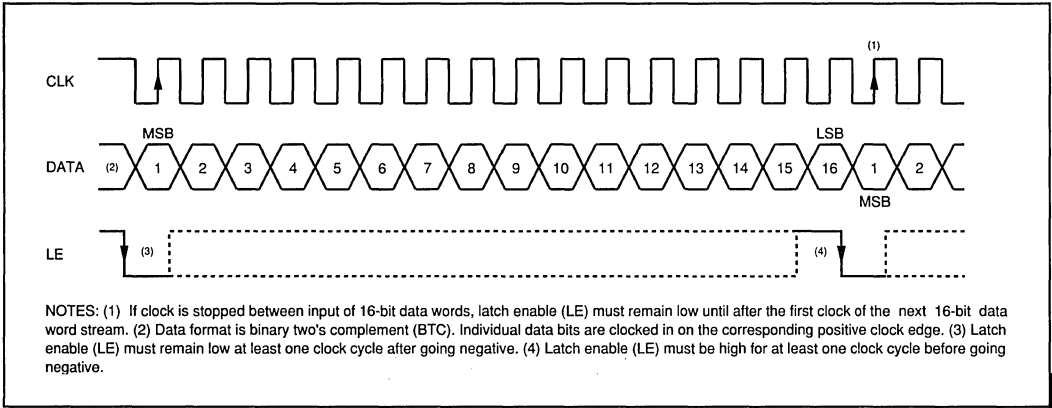 (1)
CLK
MSB LSB
DATA (2) 1 2 3 4 5 6 7 8 9 10 11 12 13 14 15 16 1 2
MSB
LE (3) (4)
NOTES: (1) If clock is stopped between input of 16-bit data words, latch enable (LE) must remain low until after the first clock of the next 16-bit data
word stream. (2) Data format is binary two's complement (BTC). Individual data bits are clocked in on the corresponding positive clock edge. (3) Latch
enable (LE) must remain low at least one clock cycle after going negative. (4) Latch enable (LE) must be high for at least one clock cycle before going
negative.